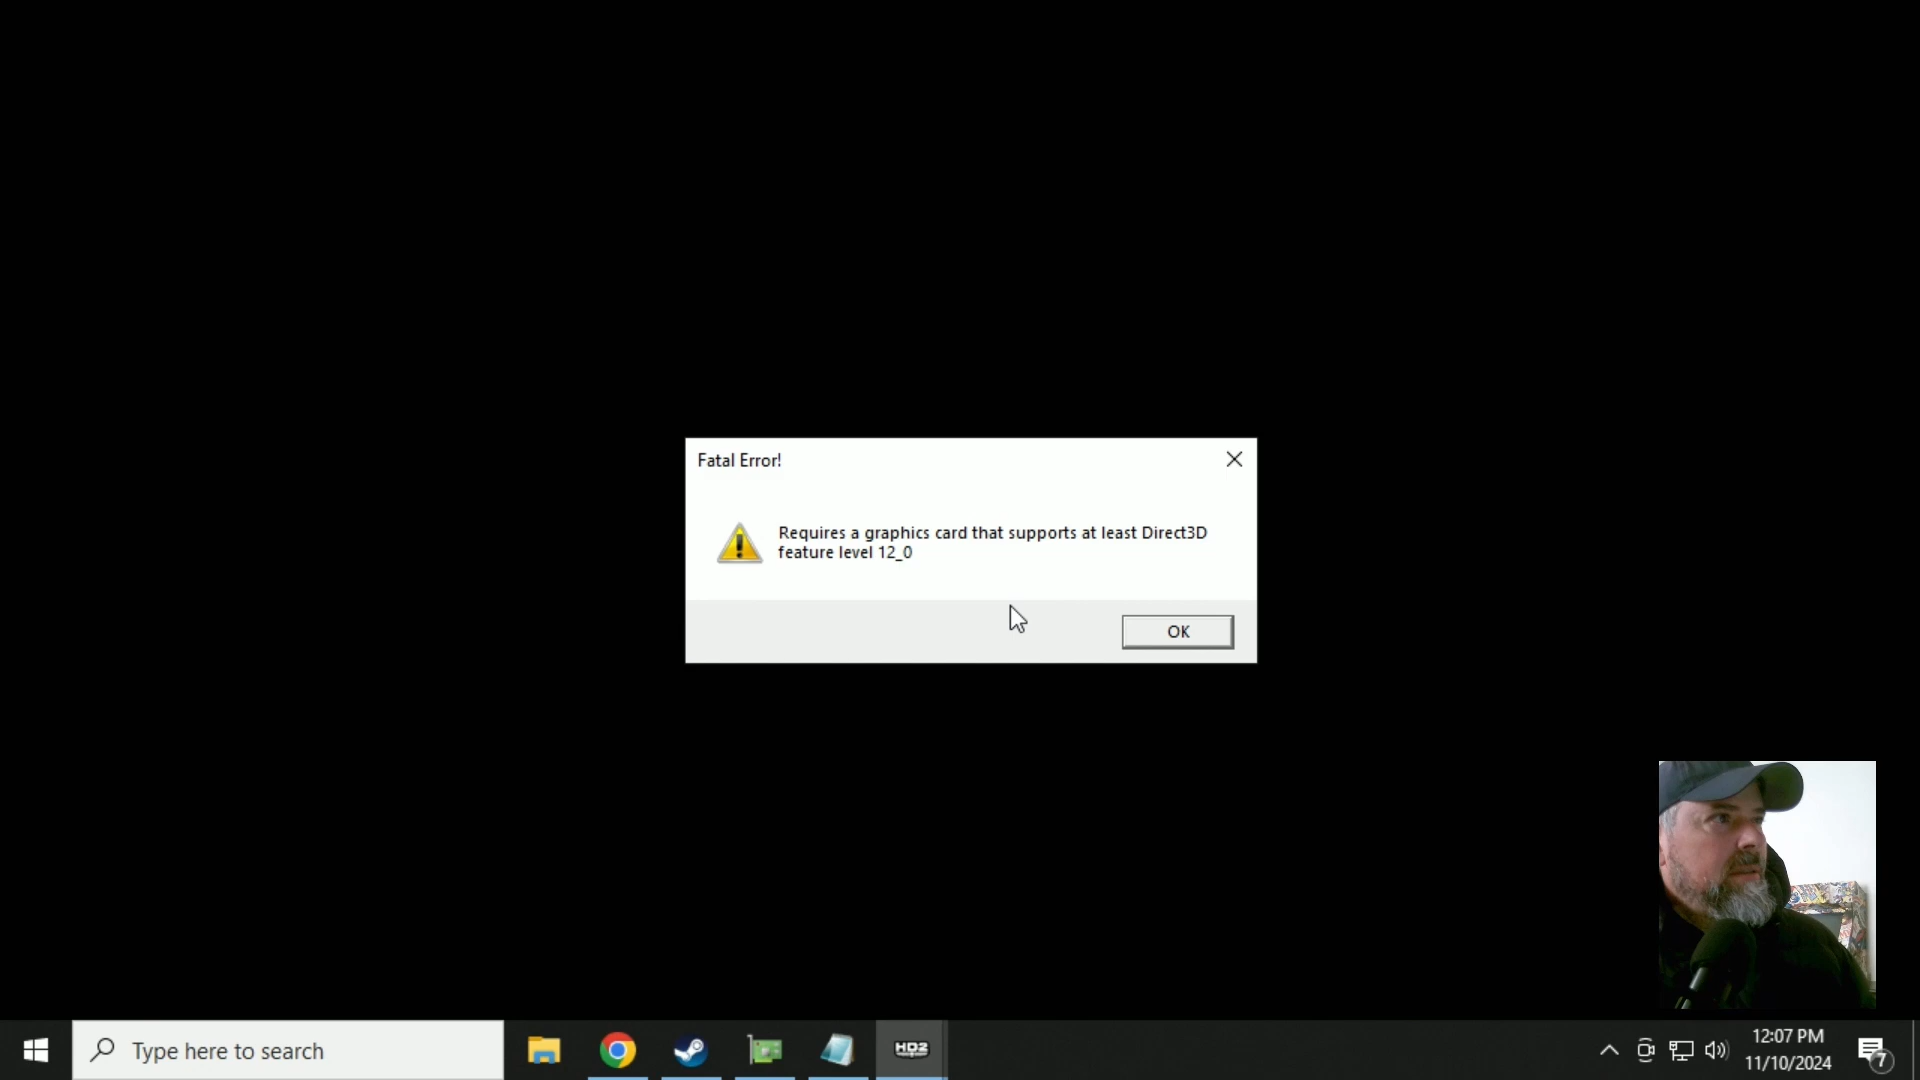 Fatal Error!
Requires a graphics card that supports at least Direct3D
feature level 12_0
OK
Type here to search
HD2
12:07 PM
11/10/2024
7